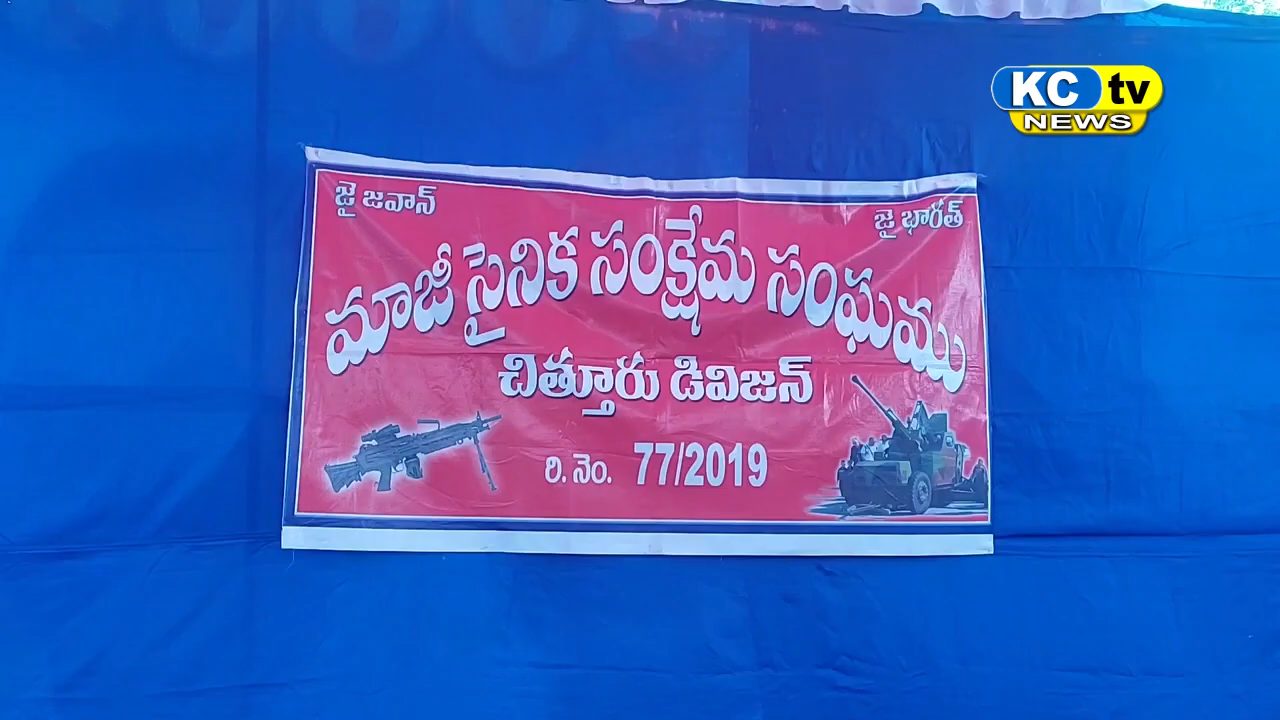 KC tv
NEWS
జై జవాన్
జై భారత్
మాజీ సైనిక సంక్షేమ సంఘము
చిత్తూరు డివిజన్
రి. నెం. 77/2019